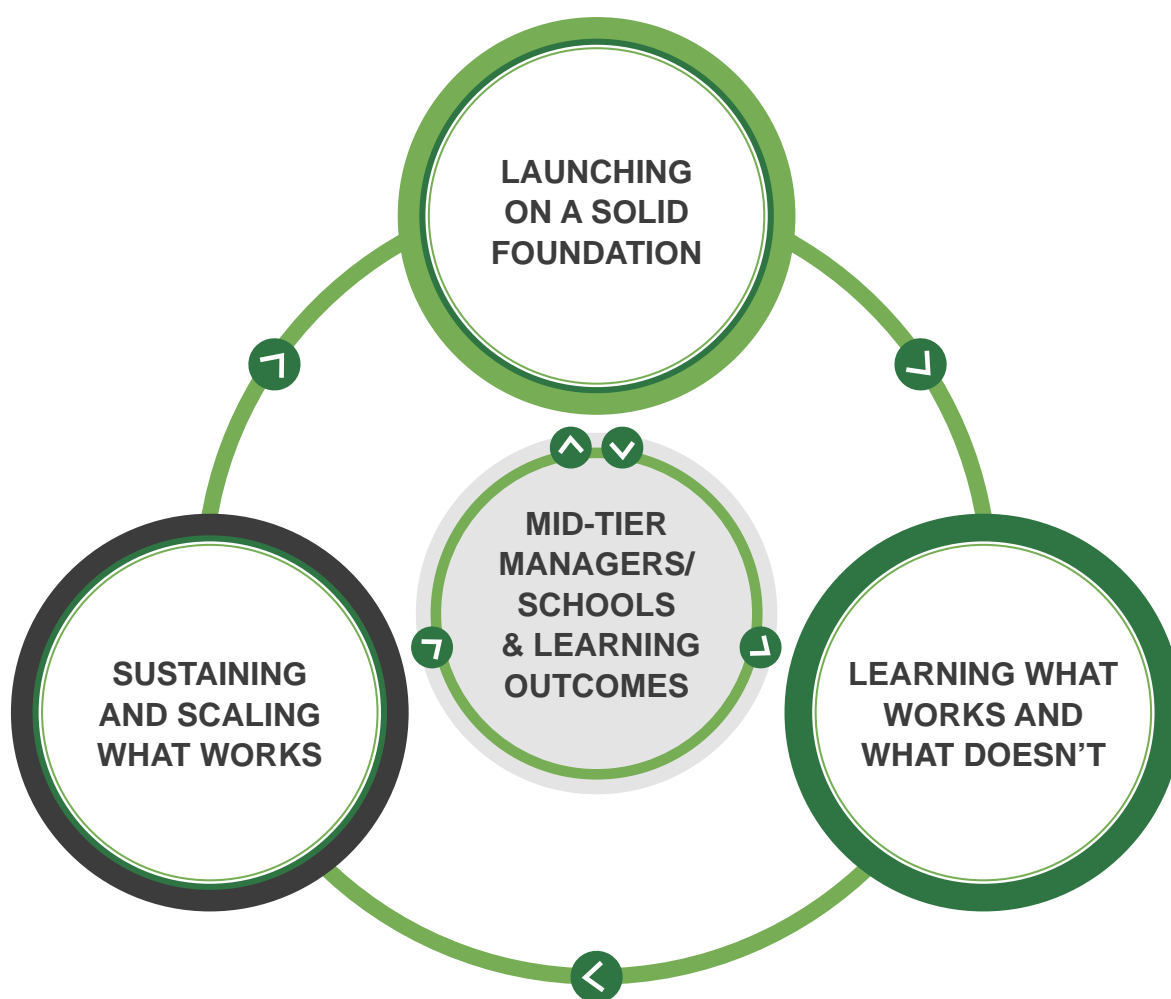 LAUNCHING
ON A SOLID
FOUNDATION
MID-TIER
MANAGERS/
SCHOOLS
& LEARNING
OUTCOMES
SUSTAINING
AND SCALING
WHAT WORKS
LEARNING WHAT
WORKS AND
WHAT DOESN’T